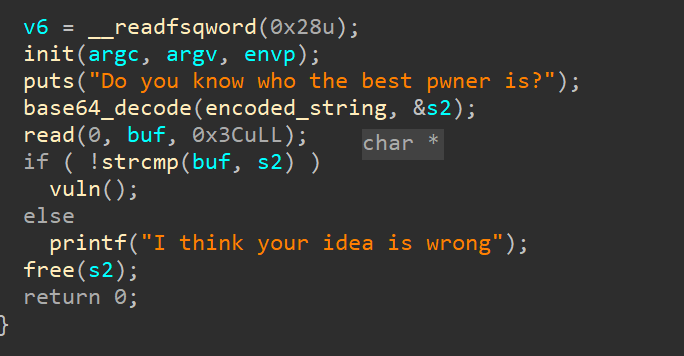 v6 = __readfsqword(0x28u);
init(argc, argv, envp);
puts("Do you know who the best pwner is?");
base64_decode(encoded_string, &s2);
read(0, buf, 0x3CuLL);
char *
if ( !strcmp(buf, s2) )
vuln();
else
printf("I think your idea is wrong");
free(s2);
return 0;
}